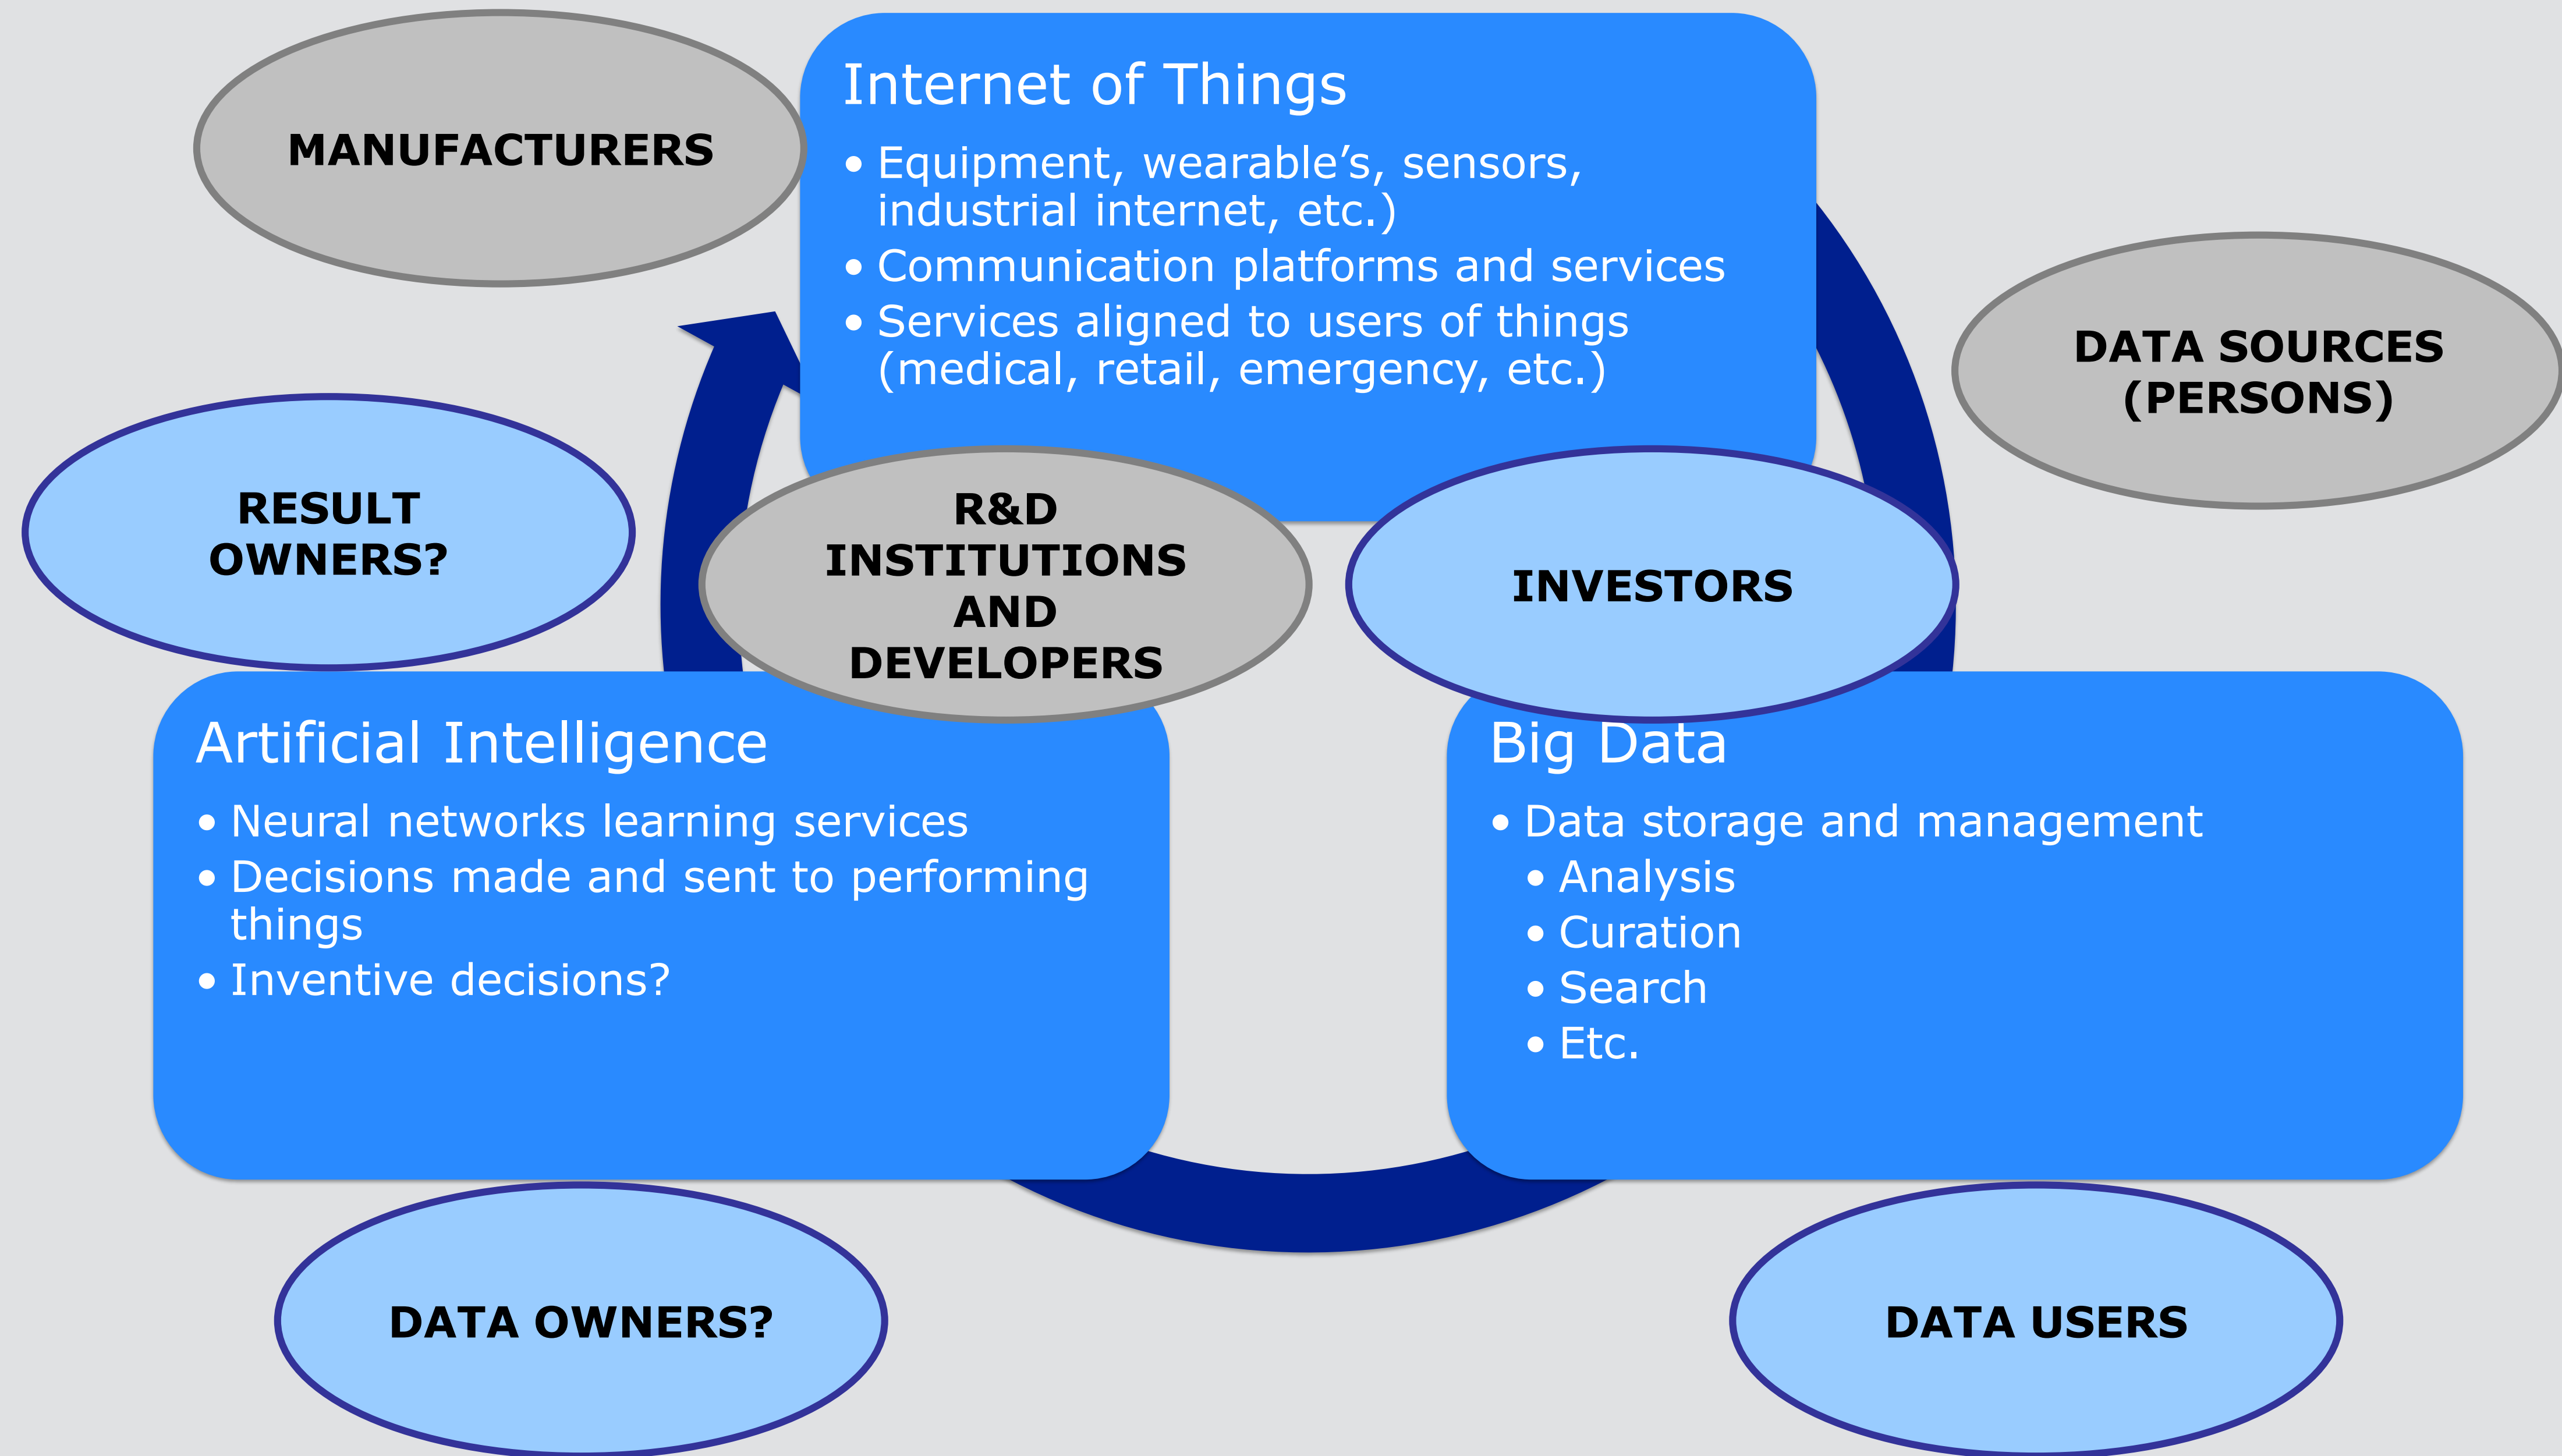 MANUFACTURERS
Internet of Things
• Equipment, wearable’s, sensors,
industrial internet, etc.)
• Communication platforms and services
• Services aligned to users of things
(medical, retail, emergency, etc.)
DATA SOURCES
(PERSONS)
RESULT
OWNERS?
R&D
INSTITUTIONS
AND
DEVELOPERS
INVESTORS
Artificial Intelligence
• Neural networks learning services
• Decisions made and sent to performing
things
• Inventive decisions?
Big Data
• Data storage and management
• Analysis
• Curation
• Search
• Etc.
DATA OWNERS?
DATA USERS